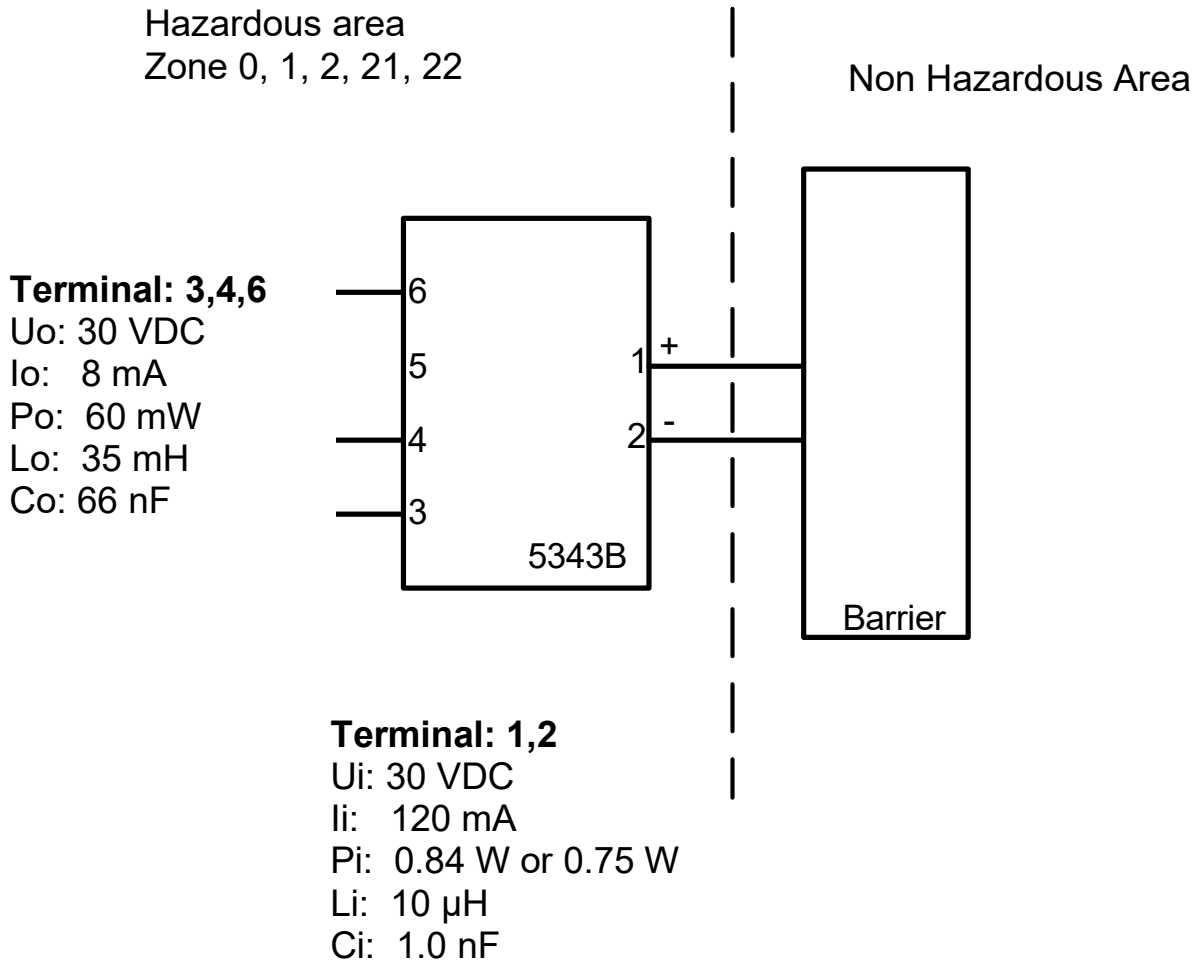 Hazardous area
Zone 0, 1, 2, 21, 22
Non Hazardous Area
Terminal: 3,4,6
Uo: 30 VDC
Io: 8 mA
Po: 60 mW
Lo: 35 mH
Co: 66 nF
6
5
4
3
1
+
2
-
5343B
Barrier
Terminal: 1,2
Ui: 30 VDC
Ii: 120 mA
Pi: 0.84 W or 0.75 W
Li: 10 µH
Ci: 1.0 nF